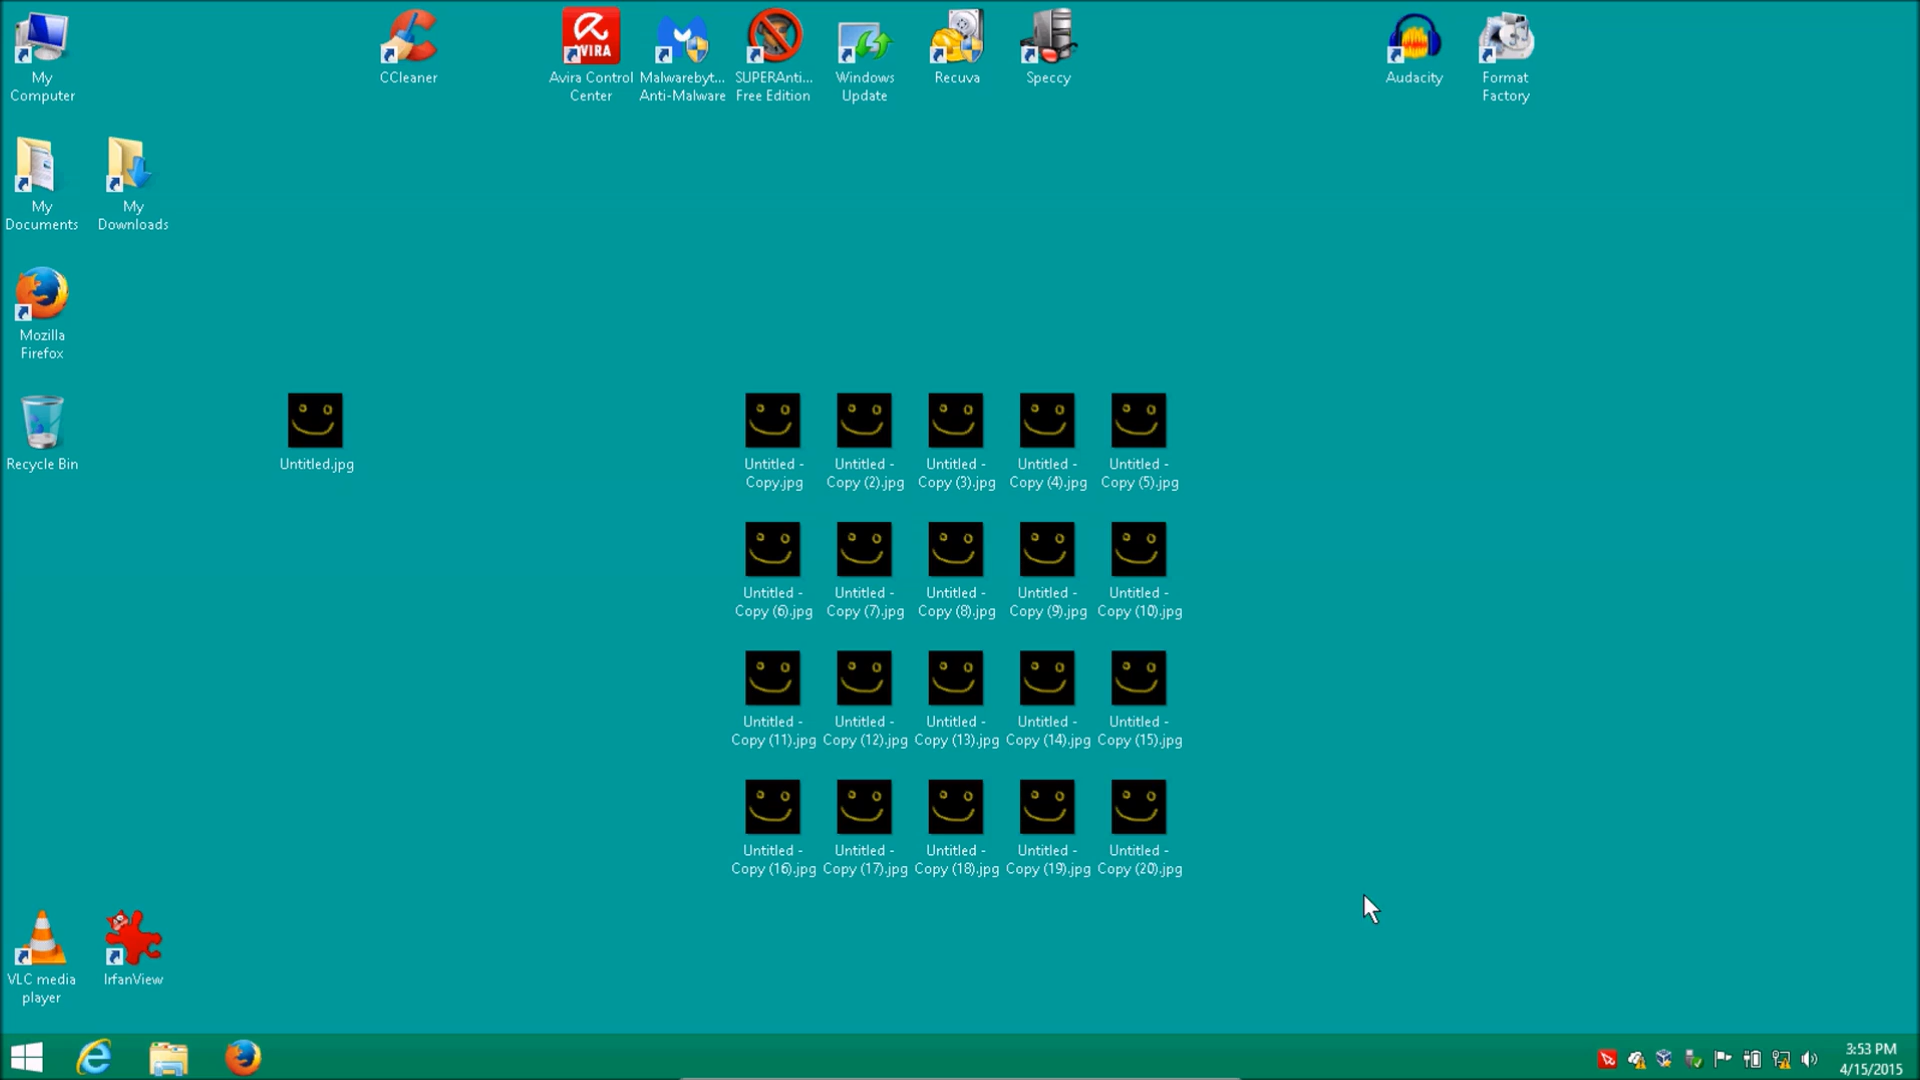 My
Computer
CCleaner
AVIRA
Avira Control
Center
Malwarebyt...
Anti-Malware
SUPERAnti...
Free Edition
Windows
Update
Recuva
Speccy
Audacity
Format
Factory
My
Documents
My
Downloads
Mozilla
Firefox
Recycle Bin
Untitled.jpg
Untitled -
Copy.jpg
Untitled -
Copy (2).jpg
Untitled -
Copy (3).jpg
Untitled -
Copy (4).jpg
Untitled -
Copy (5).jpg
Untitled -
Copy (6).jpg
Untitled -
Copy (7).jpg
Untitled -
Copy (8).jpg
Untitled -
Copy (9).jpg
Untitled -
Copy (10).jpg
Untitled -
Copy (11).jpg
Untitled -
Copy (12).jpg
Untitled -
Copy (13).jpg
Untitled -
Copy (14).jpg
Untitled -
Copy (15).jpg
Untitled -
Copy (16).jpg
Untitled -
Copy (17).jpg
Untitled -
Copy (18).jpg
Untitled -
Copy (19).jpg
Untitled -
Copy (20).jpg
VLC media
player
IrfanView
3:53 PM
4/15/2015